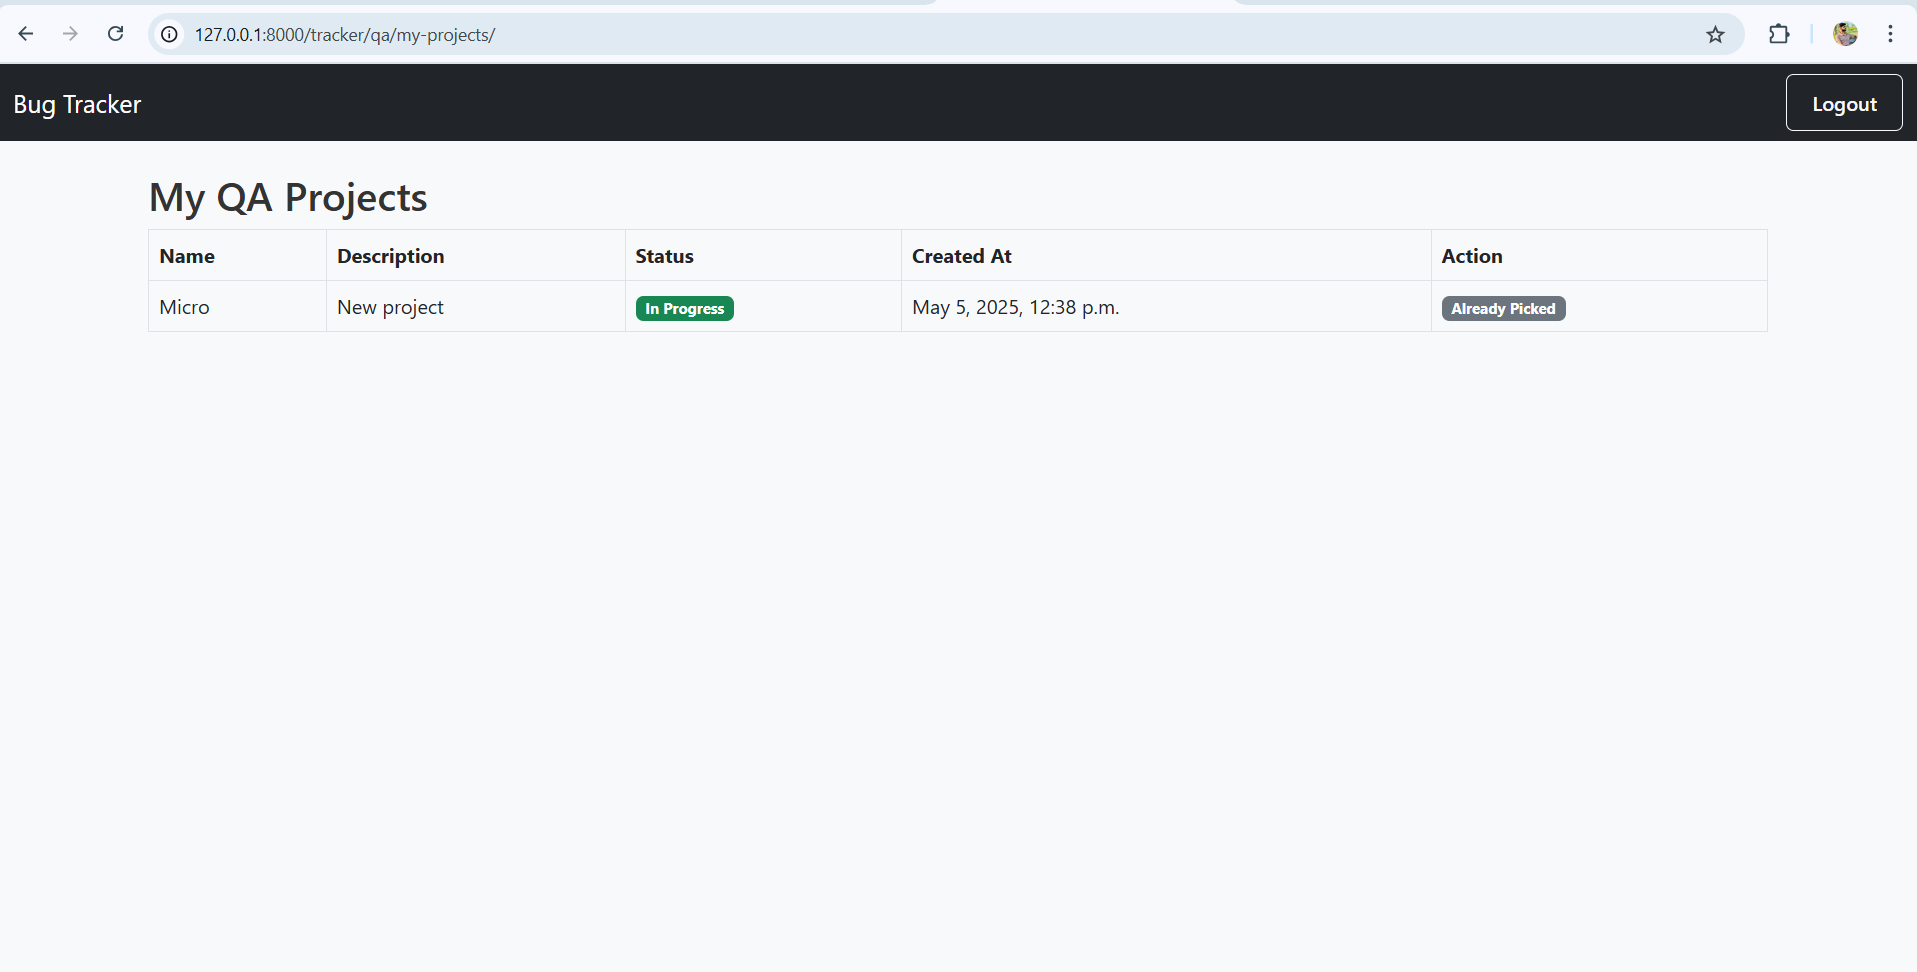 127.0.0.1:8000/tracker/qa/my-projects/
Bug Tracker
Logout
My QA Projects
Name Description Status Created At Action
Micro New project In Progress May 5, 2025, 12:38 p.m. Already Picked